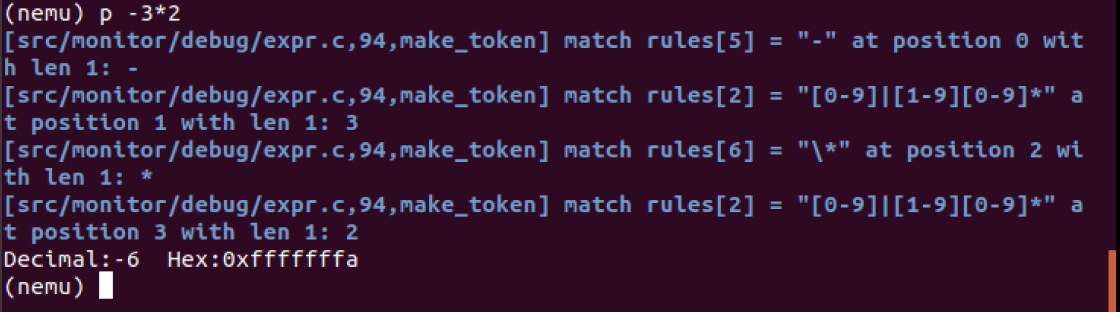 (nemu) p -3*2
[src/monitor/debug/expr.c,94,make_token] match rules[5] = "-" at position 0 wit
h len 1: -
[src/monitor/debug/expr.c,94,make_token] match rules[2] = "[0-9]|[1-9][0-9]*" a
t position 1 with len 1: 3
[src/monitor/debug/expr.c,94,make_token] match rules[6] = "\*" at position 2 wi
th len 1: *
[src/monitor/debug/expr.c,94,make_token] match rules[2] = "[0-9]|[1-9][0-9]*" a
t position 3 with len 1: 2
Decimal:-6  Hex:0xfffffffa
(nemu)